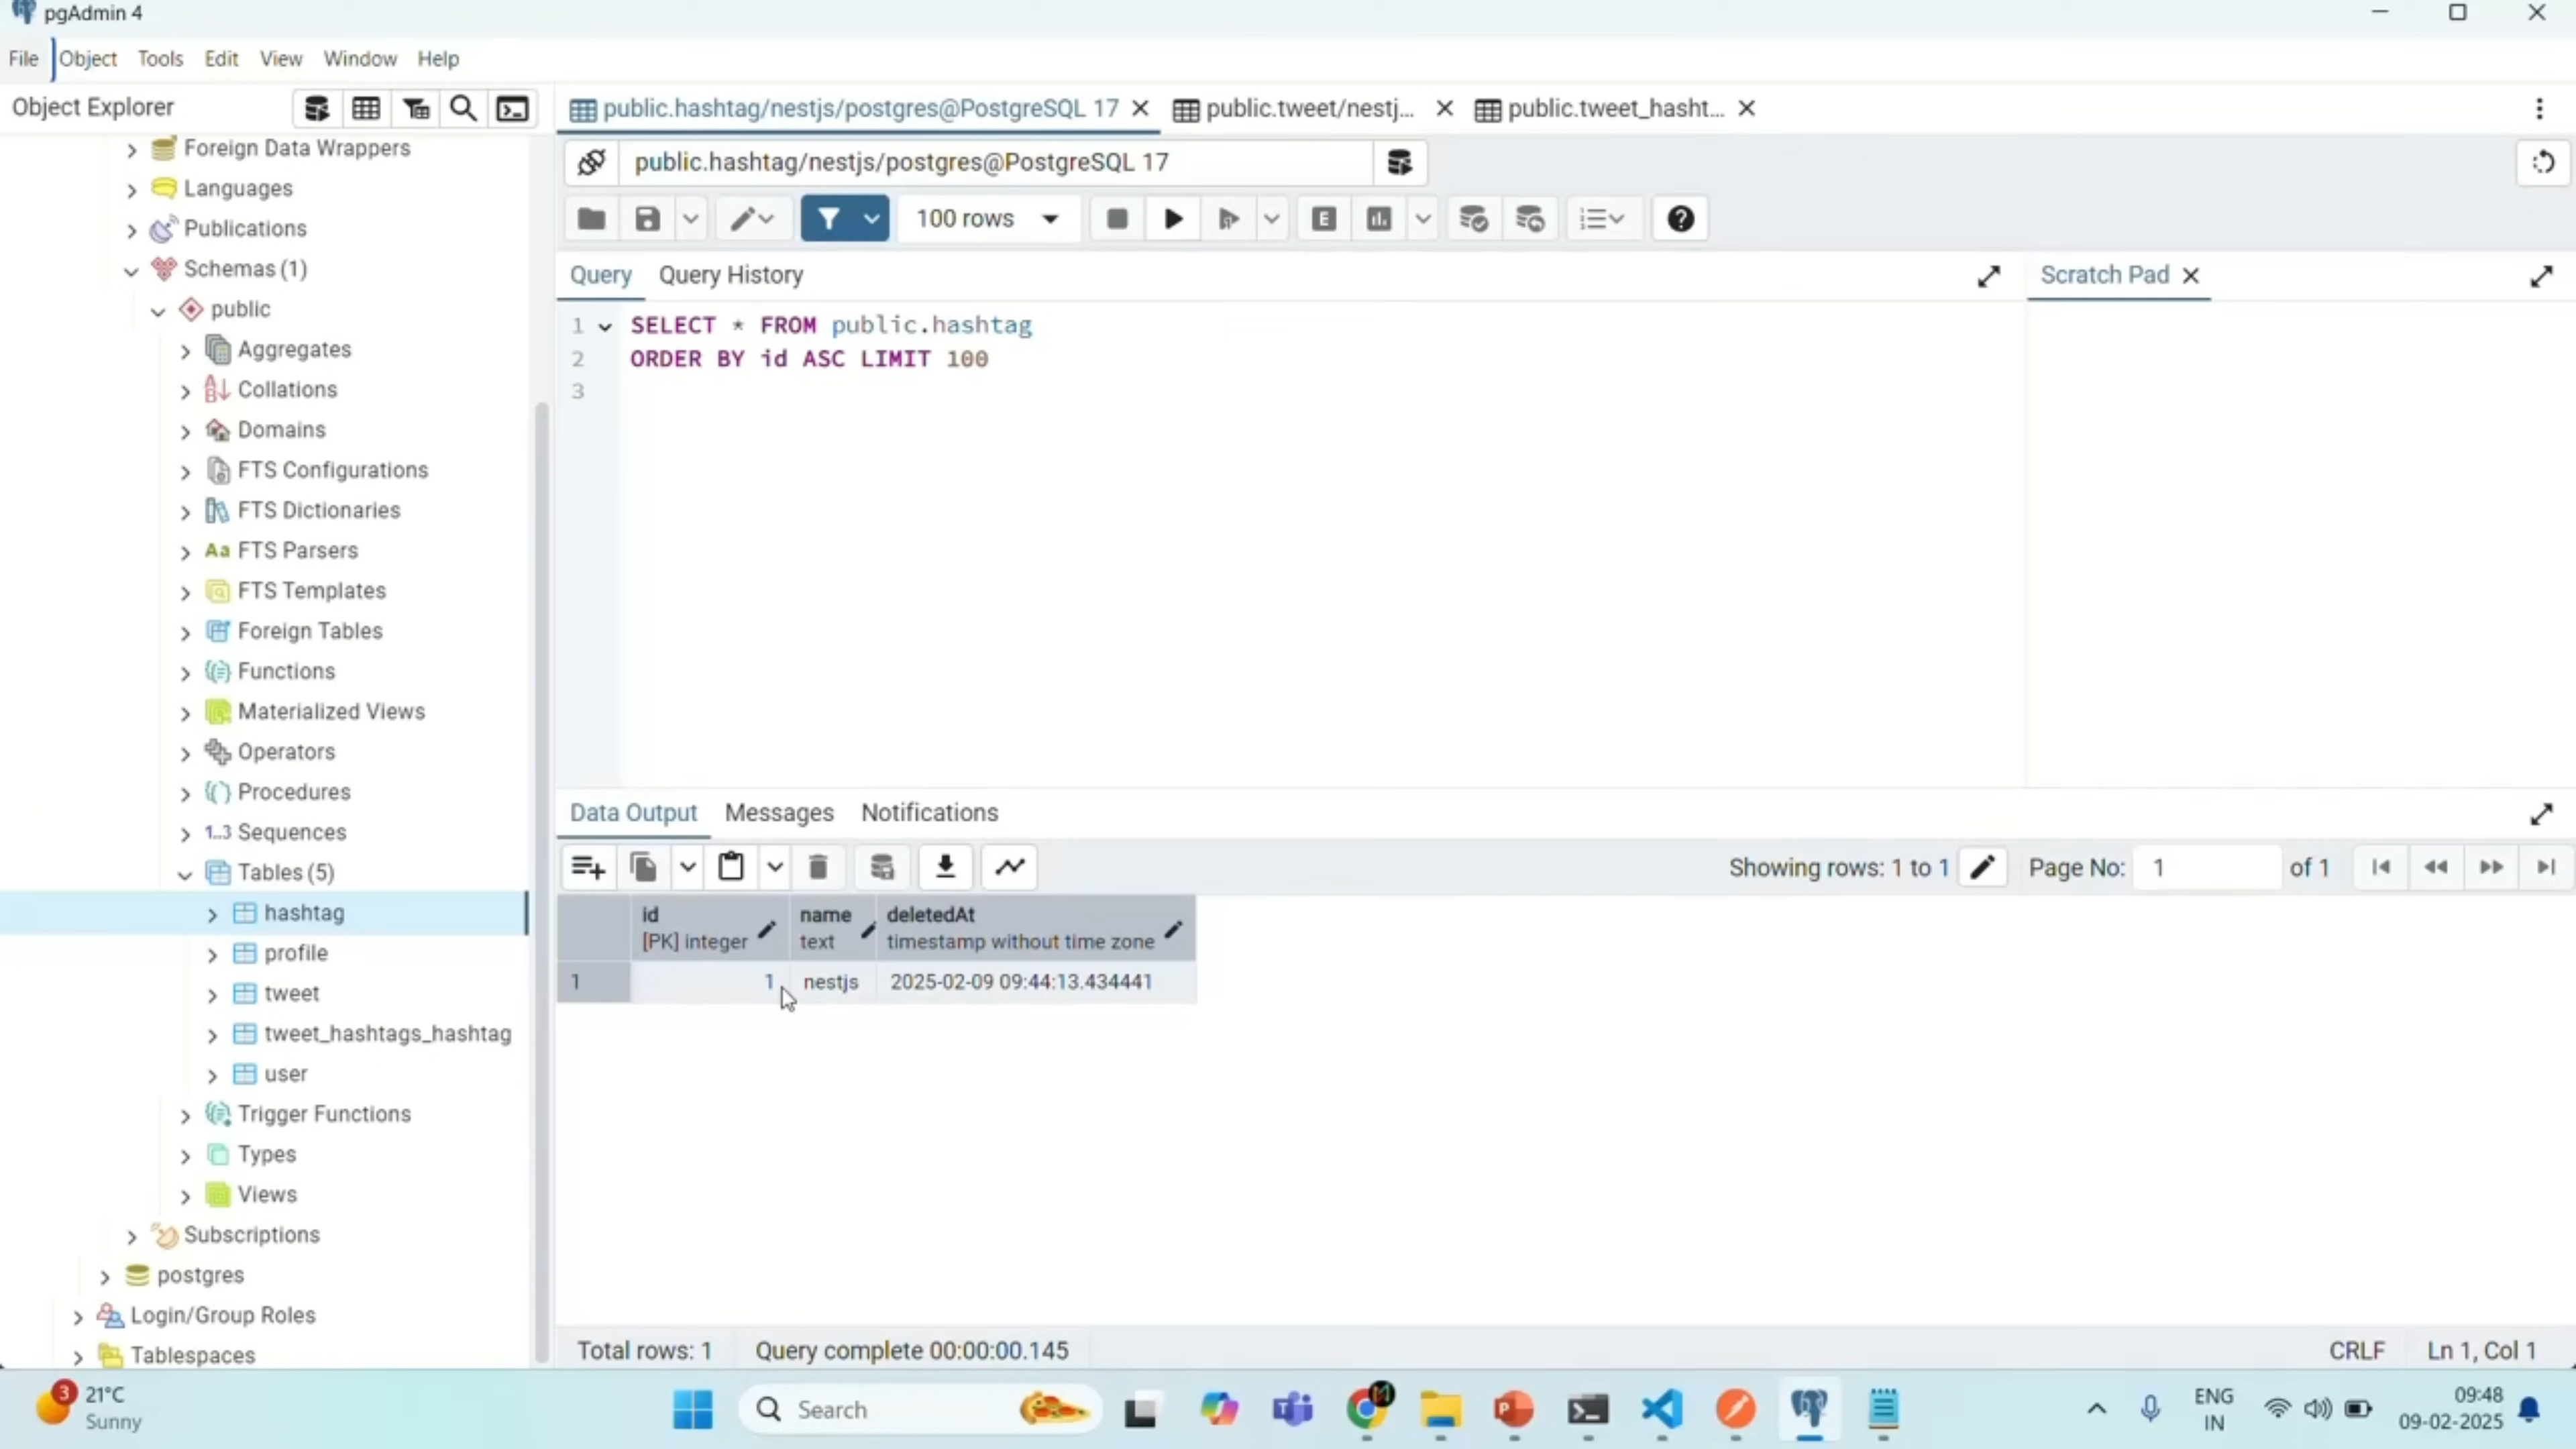 pgAdmin 4
File Object Tools Edit View Window Help
Object Explorer
Foreign Data Wrappers
Languages
Publications
Schemas (1)
public
Aggregates
Collations
Domains
FTS Configurations
FTS Dictionaries
Aa FTS Parsers
FTS Templates
Foreign Tables
Functions
Materialized Views
Operators
Procedures
1..3 Sequences
Tables (5)
hashtag
profile
tweet
tweet_hashtags_hashtag
user
Trigger Functions
Types
Views
Subscriptions
postgres
Login/Group Roles
Tablespaces
public.hashtag/nestjs/postgres@PostgreSQL 17 public.tweet/nestj... public.tweet_hasht...
public.hashtag/nestjs/postgres@PostgreSQL 17
100 rows E
Query Query History Scratch Pad
1 SELECT * FROM public.hashtag
2 ORDER BY id ASC LIMIT 100
3
Data Output Messages Notifications
Showing rows: 1 to 1 Page No: 1 of 1
id name deletedAt
[PK] integer text timestamp without time zone
1 1 nestjs 2025-02-09 09:44:13.434441
Total rows: 1 Query complete 00:00:00.145 CRLF Ln 1, Col 1
3 21°C
Sunny
Search
ENG
IN
09:48
09-02-2025